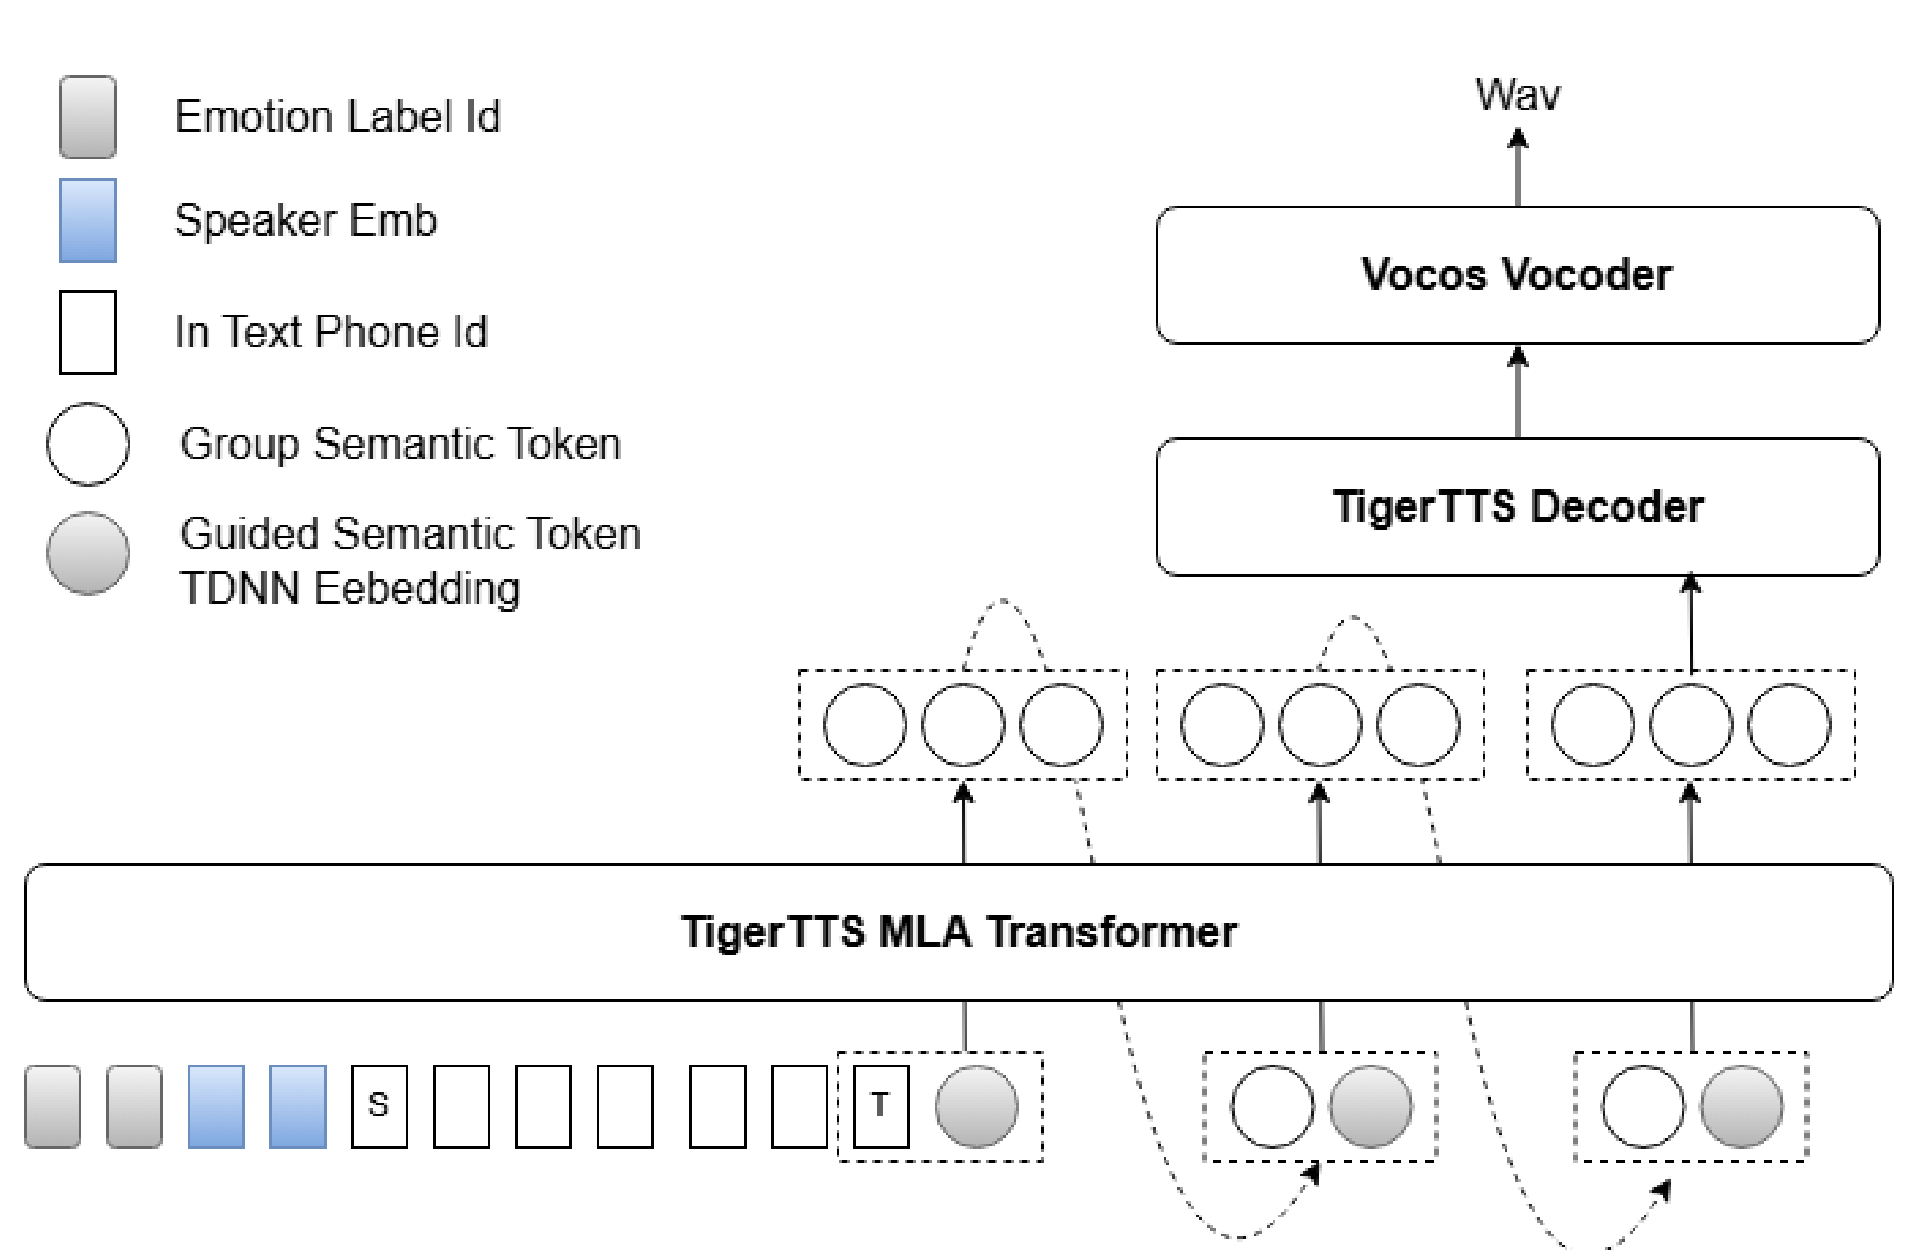 Emotion Label Id
Speaker Emb
In Text Phone Id
Group Semantic Token
Guided Semantic Token
TDNN Eebedding
Wav
Vocos Vocoder
TigerTTS Decoder
TigerTTS MLA Transformer
S
T